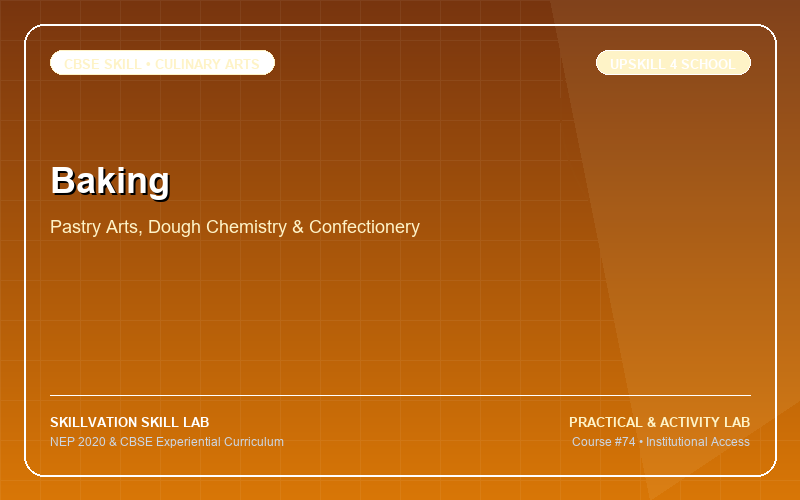 CBSE SKILL • CULINARY ARTS
UPSKILL 4 SCHOOL
Baking
Pastry Arts, Dough Chemistry & Confectionery
SKILLVATION SKILL LAB
NEP 2020 & CBSE Experiential Curriculum
PRACTICAL & ACTIVITY LAB
Course #74 • Institutional Access